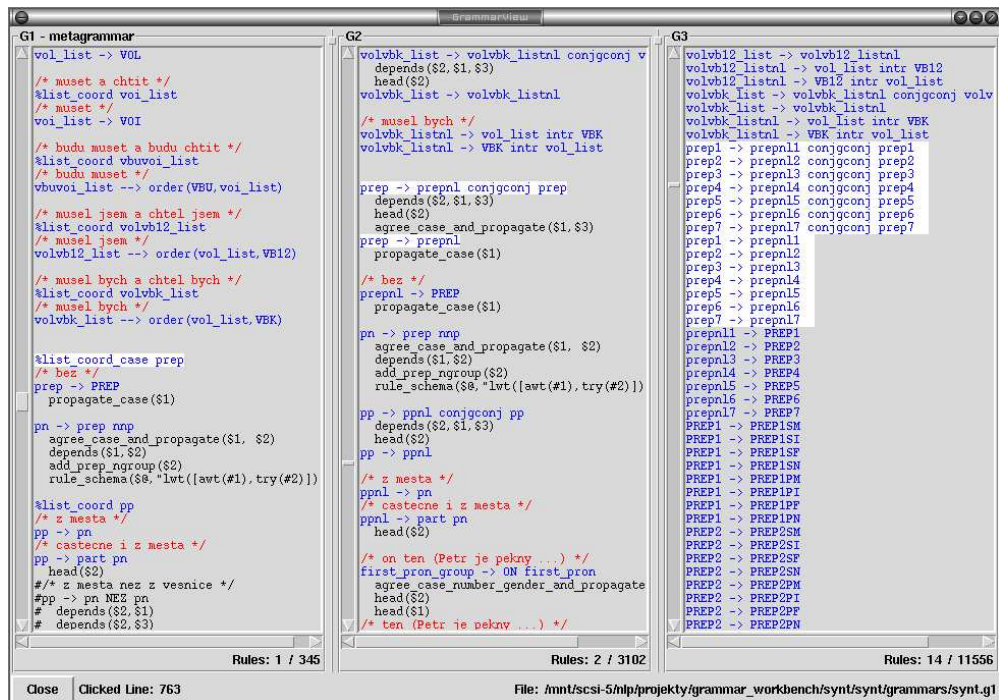 GrammarView
G1 - metagrammar
vol_list -> VOL
/* muset a chtit */
%list_coord voi_list
/* muset */
voi_list -> VOI
/* budu muset a budu chtit */
%list_coord vbuvoi_list
/* budu muset */
vbuvoi_list --> order(VBU,voi_list)
/* musel jsem a chtel jsem */
%list_coord volvb12_list
/* musel jsem */
volvb12_list --> order(vol_list,VB12)
/* musel bych a chtel bych */
%list_coord volvbk_list
/* musel bych */
volvbk_list --> order(vol_list,VBK)
%list_coord_case prep
/* bez */
prep -> PREP
propagate_case($1)
pn -> prep nnp
agree_case_and_propagate($1, $2)
depends($1,$2)
add_prep_ngroup($2)
rule_schema($@,"lwt([awt(#1),try(#2)])
%list_coord pp
/* z mesta */
pp -> pn
/* castecne i z mesta */
pp -> part pn
head($2)
#/* z mesta nez z vesnice */
#pp -> pn NEZ pn
# depends($2,$1)
# depends($2,$3)
Rules: 1 / 345
G2
volvbk_list -> volvbk_listnl conjgconj v
depends($2,$1,$3)
head($2)
volvbk_list -> volvbk_listnl
/* musel bych */
volvbk_listnl -> vol_list intr VBK
volvbk_listnl -> VBK intr vol_list
prep -> prepnl conjgconj prep
depends($2,$1,$3)
head($2)
agree_case_and_propagate($1,$3)
prep -> prepnl
propagate_case($1)
/* bez */
prepnl -> PREP
propagate_case($1)
pn -> prep nnp
agree_case_and_propagate($1, $2)
depends($1,$2)
add_prep_ngroup($2)
rule_schema($@,"lwt([awt(#1),try(#2)])
pp -> ppnl conjgconj pp
depends($2,$1,$3)
head($2)
pp -> ppnl
/* z mesta */
ppnl -> pn
/* castecne i z mesta */
ppnl -> part pn
head($2)
/* on ten (Petr je pekny ...) */
first_pron_group -> ON first_pron
agree_case_number_gender_and_propagate
head($2)
head($1)
/* ten (Petr je pekny ...) */
Rules: 2 / 3102
G3
volvb12_list -> volvb12_listnl
volvb12_listnl -> vol_list intr VB12
volvb12_listnl -> VB12 intr vol_list
volvbk_list -> volvbk_listnl conjgconj volv
volvbk_list -> volvbk_listnl
volvbk_listnl -> vol_list intr VBK
volvbk_listnl -> VBK intr vol_list
prep1 -> prepnl1 conjgconj prep1
prep2 -> prepnl2 conjgconj prep2
prep3 -> prepnl3 conjgconj prep3
prep4 -> prepnl4 conjgconj prep4
prep5 -> prepnl5 conjgconj prep5
prep6 -> prepnl6 conjgconj prep6
prep7 -> prepnl7 conjgconj prep7
prep1 -> prepnl1
prep2 -> prepnl2
prep3 -> prepnl3
prep4 -> prepnl4
prep5 -> prepnl5
prep6 -> prepnl6
prep7 -> prepnl7
prepnl1 -> PREP1
prepnl2 -> PREP2
prepnl3 -> PREP3
prepnl4 -> PREP4
prepnl5 -> PREP5
prepnl6 -> PREP6
prepnl7 -> PREP7
PREP1 -> PREP1SM
PREP1 -> PREP1SI
PREP1 -> PREP1SF
PREP1 -> PREP1SN
PREP1 -> PREP1PM
PREP1 -> PREP1PI
PREP1 -> PREP1PF
PREP1 -> PREP1PN
PREP2 -> PREP2SM
PREP2 -> PREP2SI
PREP2 -> PREP2SF
PREP2 -> PREP2SN
PREP2 -> PREP2PM
PREP2 -> PREP2PI
PREP2 -> PREP2PF
PREP2 -> PREP2PN
Rules: 14 / 11556
Close
Clicked Line: 763
File: /mnt/scsi-5/nlp/projekty/grammar_workbench/synt/synt/grammars/synt.g1